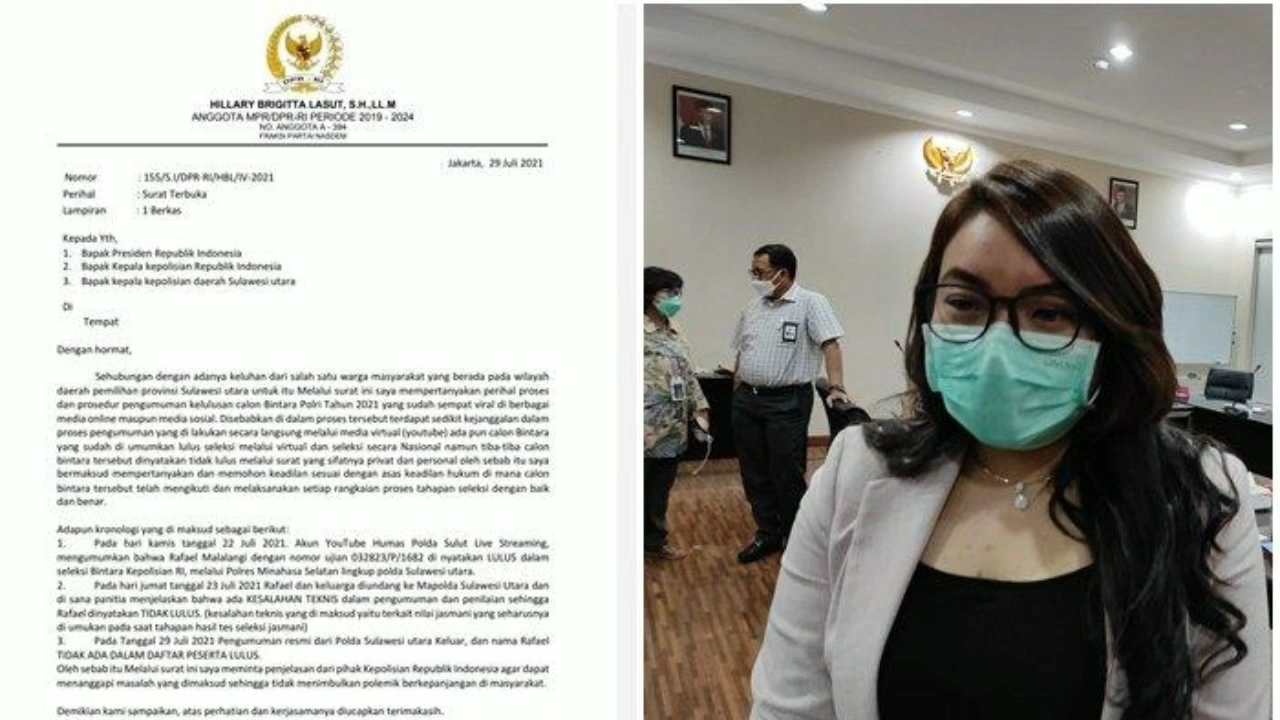 HILLARY BRIGITTA LASUT, S.H.,LL.M
ANGGOTA MPR/DPR-RI PERIODE 2019 - 2024
NO. ANGGOTA A - 394
FRAKSI PARTAI NASDEM
Jakarta, 29 Juli 2021
Nomor : 155/S.I/DPR-RI/HBL/IV-2021
Perihal : Surat Terbuka
Lampiran : 1 Berkas
Kepada Yth,
1. Bapak Presiden Republik Indonesia
2. Bapak Kepala kepolisian Republik Indonesia
3. Bapak kepala kepolisian daerah Sulawesi utara
Di
Tempat
Dengan hormat,
Sehubungan dengan adanya keluhan dari salah satu warga masyarakat yang berada pada wilayah
daerah pemilihan provinsi Sulawesi utara untuk itu Melalui surat ini saya mempertanyakan perihal proses
dan prosedur pengumuman kelulusan calon Bintara Polri Tahun 2021 yang sudah sempat viral di berbagai
media online maupun media sosial. Disebabkan di dalam proses tersebut terdapat sedikit kejanggalan dalam
proses pengumuman yang di lakukan secara langsung melalui media virtual (youtube) ada pun calon Bintara
yang sudah di umumkan lulus seleksi melalui virtual dan seleksi secara Nasional namun tiba-tiba calon
bintara tersebut dinyatakan tidak lulus melalui surat yang sifatnya privat dan personal oleh sebab itu saya
bermaksud mempertanyakan dan memohon keadilan sesuai dengan asas keadilan hukum di mana calon
bintara tersebut telah mengikuti dan melaksanakan setiap rangkaian proses tahapan seleksi dengan baik
dan benar.
Adapun kronologi yang di maksud sebagai berikut:
1. Pada hari kamis tanggal 22 Juli 2021. Akun YouTube Humas Polda Sulut Live Streaming,
mengumumkan bahwa Rafael Malalangi dengan nomor ujian 032823/P/1682 di nyatakan LULUS dalam
seleksi Bintara Kepolisian RI, melalui Polres Minahasa Selatan lingkup polda Sulawesi utara.
2. Pada hari jumat tanggal 23 Juli 2021 Rafael dan keluarga diundang ke Mapolda Sulawesi Utara dan
di sana panitia menjelaskan bahwa ada KESALAHAN TEKNIS dalam pengumuman dan penilaian sehingga
Rafael dinyatakan TIDAK LULUS. (kesalahan teknis yang di maksud yaitu terkait nilai jasmani yang seharusnya
di umukan pada saat tahapan hasil tes seleksi jasmani)
3. Pada Tanggal 29 Juli 2021 Pengumuman resmi dari Polda Sulawesi utara Keluar, dan nama Rafael
TIDAK ADA DALAM DAFTAR PESERTA LULUS.
Oleh sebab itu Melalui surat ini saya meminta penjelasan dari pihak Kepolisian Republik Indonesia agar dapat
menanggapi masalah yang dimaksud sehingga tidak menimbulkan polemik berkepanjangan di masyarakat.
Demikian kami sampaikan, atas perhatian dan kerjasamanya diucapkan terimakasih.